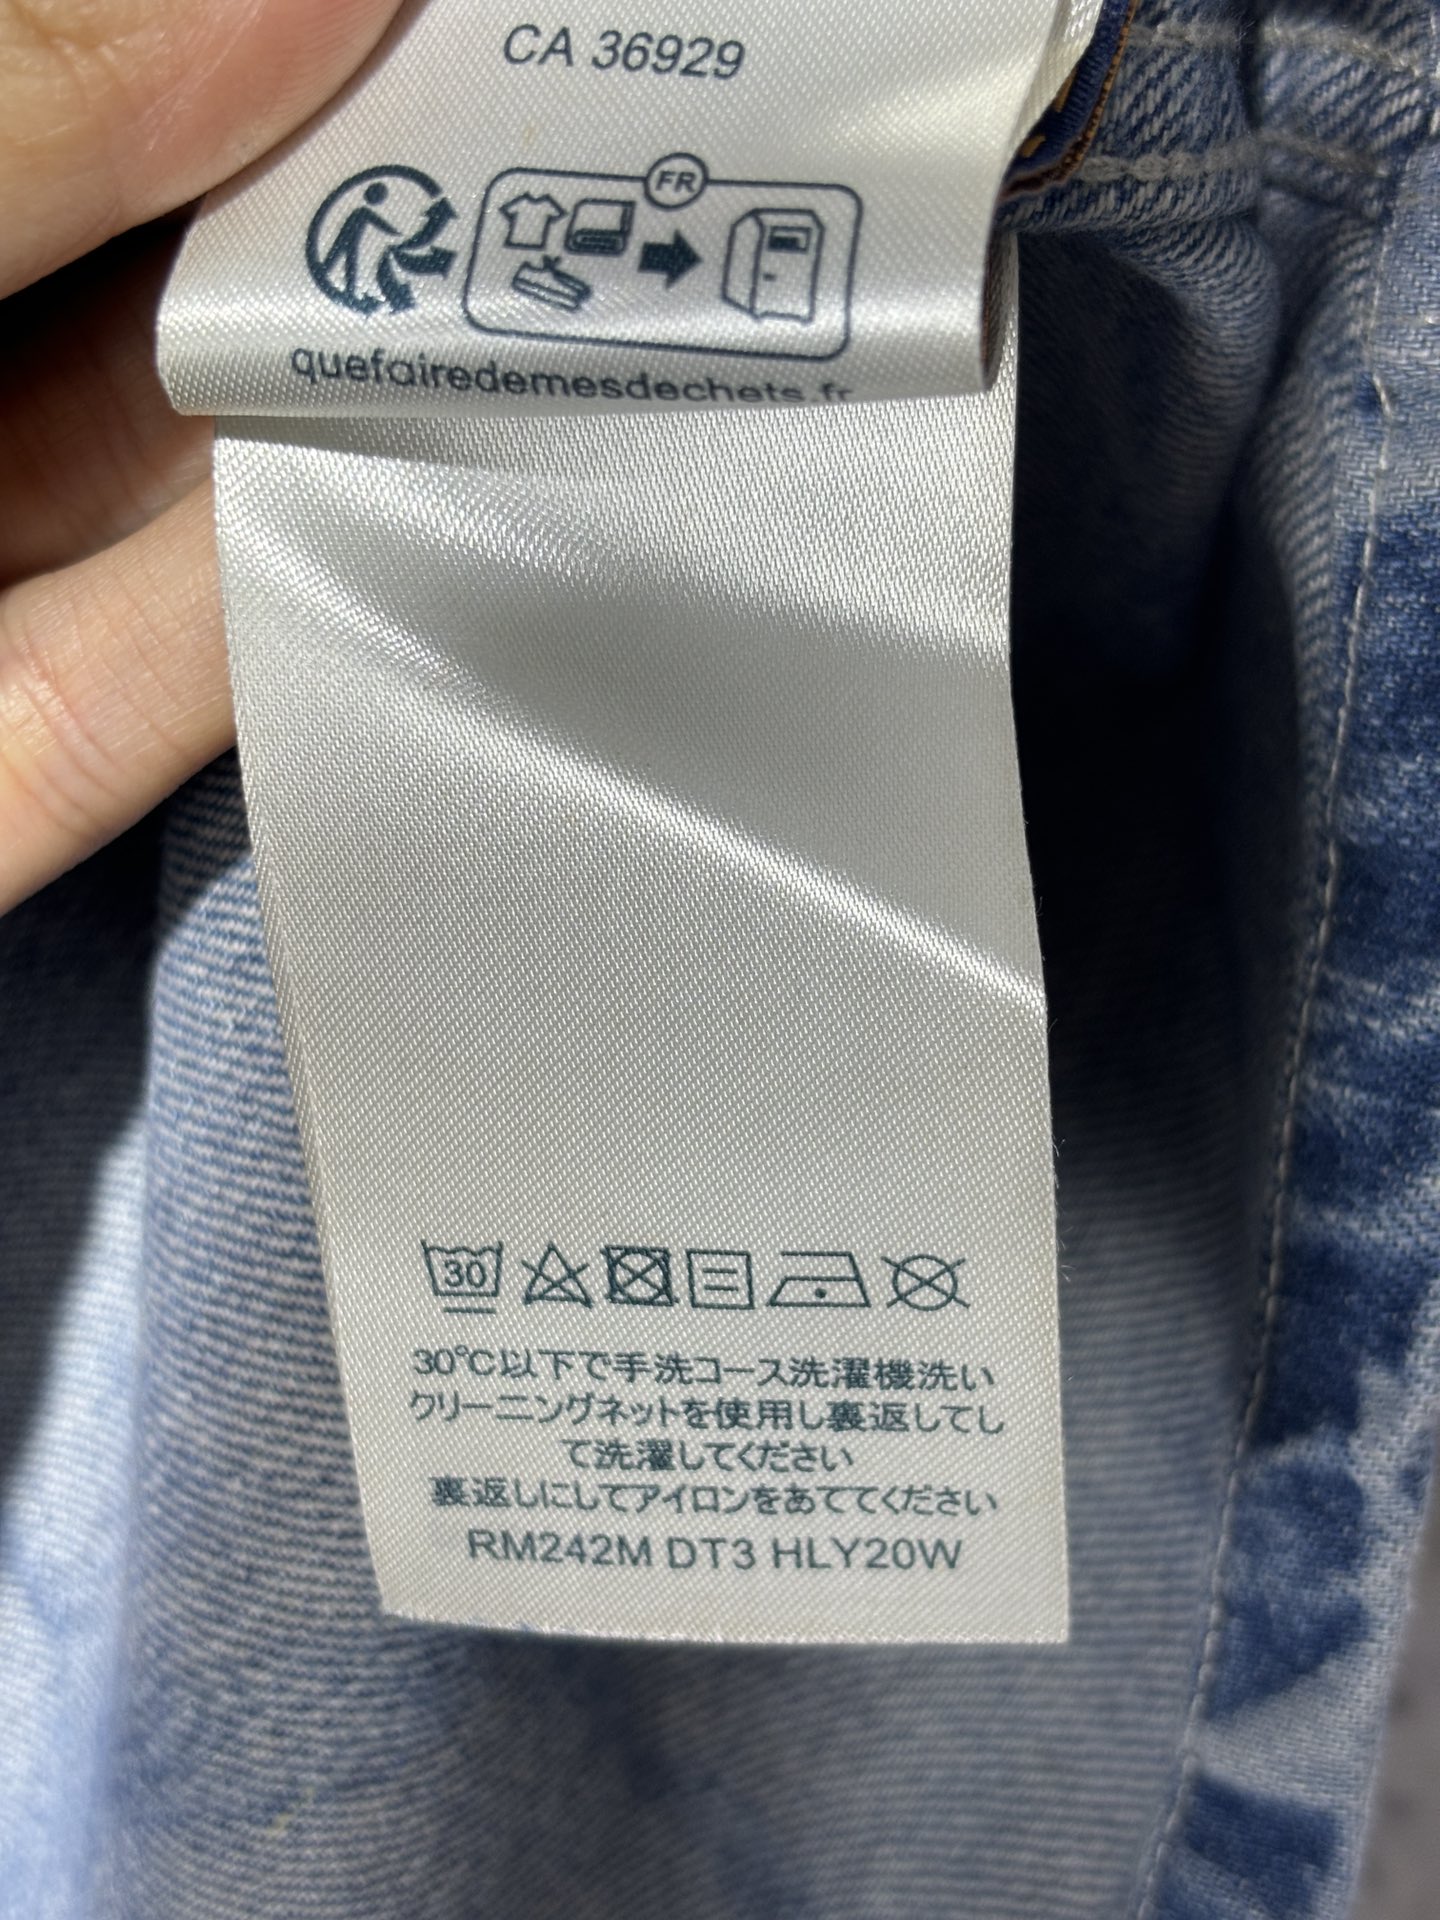 CA 36929
FR
quefairedemesdechets.fr
30
30℃以下で手洗コース洗濯機洗い
クリーニングネットを使用し裏返してし
て洗濯してください
裏返しにしてアイロンをあててください
RM242M DT3 HLY20W